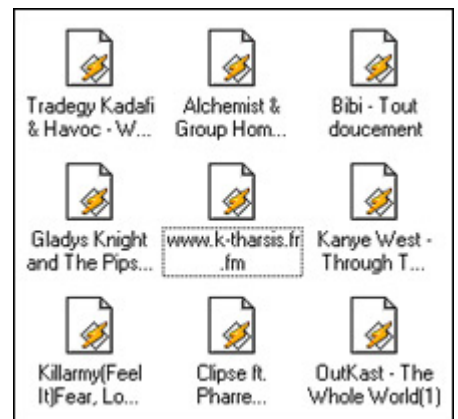 Tradegy Kadafi
& Havoc - W...
Alchemist &
Group Hom...
Bibi - Tout
doucement
Gladys Knight
and The Pips...
www.k-tharsis.fr
.fm
Kanye West -
Through T...
Killarmy(Feel
It)Fear, Lo...
Clipse ft.
Pharre...
OutKast - The
Whole World(1)